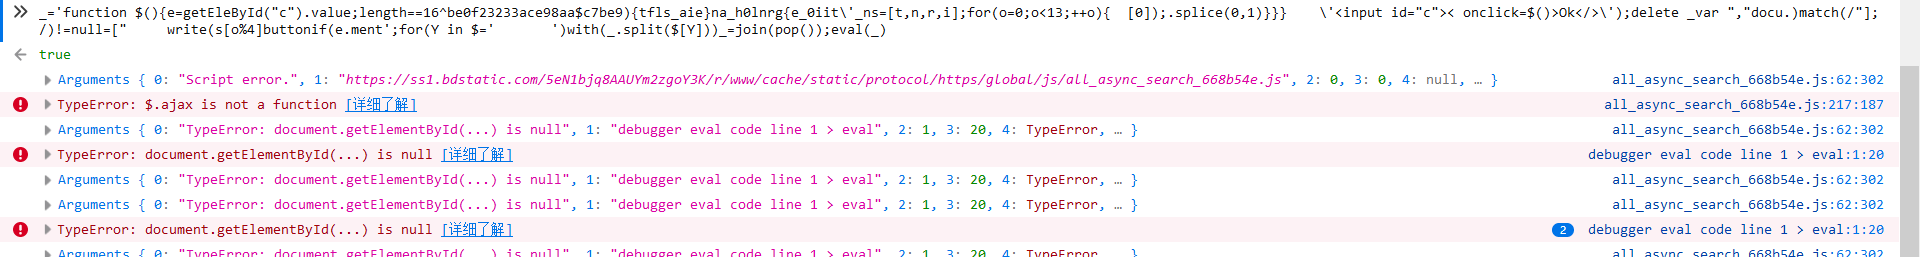 _='function $(){e=getEleById("c").value;length==16^be0f23233ace98aa$c7be9){tfls_aie}na_h0lnrg{e_0iit\'_ns=[t,n,r,i];for(o=0;o<13;++o){  [0]);.splice(0,1)}}}    \'<input id="c">< onclick=$()>Ok</>\');delete _var ","docu.)match(/"];
/)!=null=["     write(s[o%4]buttonif(e.ment';for(Y in $='       ')with(_.split($[Y]))_=join(pop());eval(_)
true
Arguments { 0: "Script error.", 1: "https://ss1.bdstatic.com/5eN1bjq8AAUYm2zgoY3K/r/www/cache/static/protocol/https/global/js/all_async_search_668b54e.js", 2: 0, 3: 0, 4: null, … } all_async_search_668b54e.js:62:302
TypeError: $.ajax is not a function [详细了解] all_async_search_668b54e.js:217:187
Arguments { 0: "TypeError: document.getElementById(...) is null", 1: "debugger eval code line 1 > eval", 2: 1, 3: 20, 4: TypeError, … } all_async_search_668b54e.js:62:302
TypeError: document.getElementById(...) is null [详细了解] debugger eval code line 1 > eval:1:20
Arguments { 0: "TypeError: document.getElementById(...) is null", 1: "debugger eval code line 1 > eval", 2: 1, 3: 20, 4: TypeError, … } all_async_search_668b54e.js:62:302
Arguments { 0: "TypeError: document.getElementById(...) is null", 1: "debugger eval code line 1 > eval", 2: 1, 3: 20, 4: TypeError, … } all_async_search_668b54e.js:62:302
TypeError: document.getElementById(...) is null [详细了解] 2 debugger eval code line 1 > eval:1:20
Arguments { 0: "TypeError: document.getElementById(...) is null", 1: "debugger eval code line 1 > eval", 2: 1, 3: 20, 4: TypeError, … } all_async_search_668b54e.js:62:302